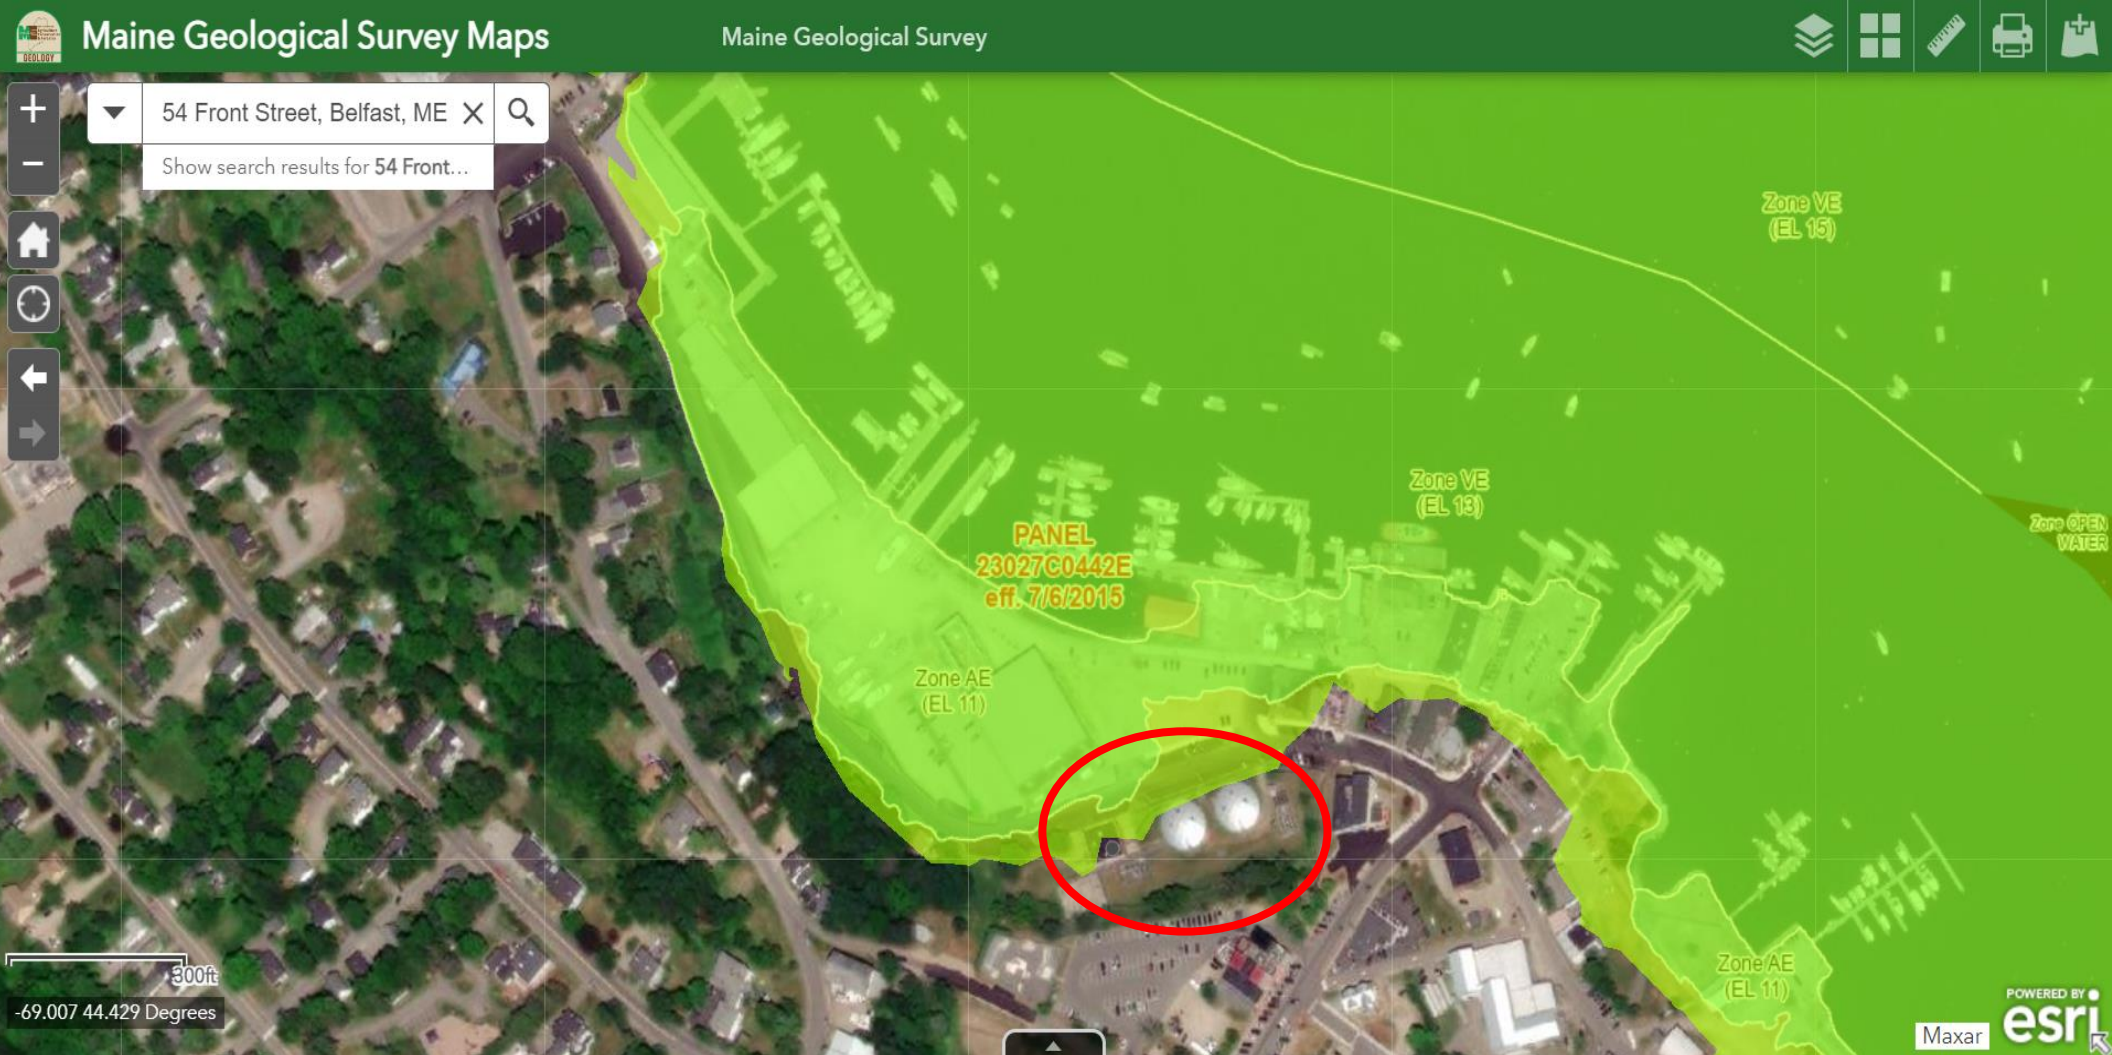 GEOLOGY
Maine Geological Survey Maps
Maine Geological Survey
+
54 Front Street, Belfast, ME
Show search results for 54 Front...
−
Zone VE
(EL 15)
Zone VE
(EL 13)
Zone OPEN
WATER
PANEL
23027C0442E
eff. 7/6/2015
Zone AE
(EL 11)
Zone AE
(EL 11)
300ft
-69.007 44.429 Degrees
POWERED BY
esri
Maxar